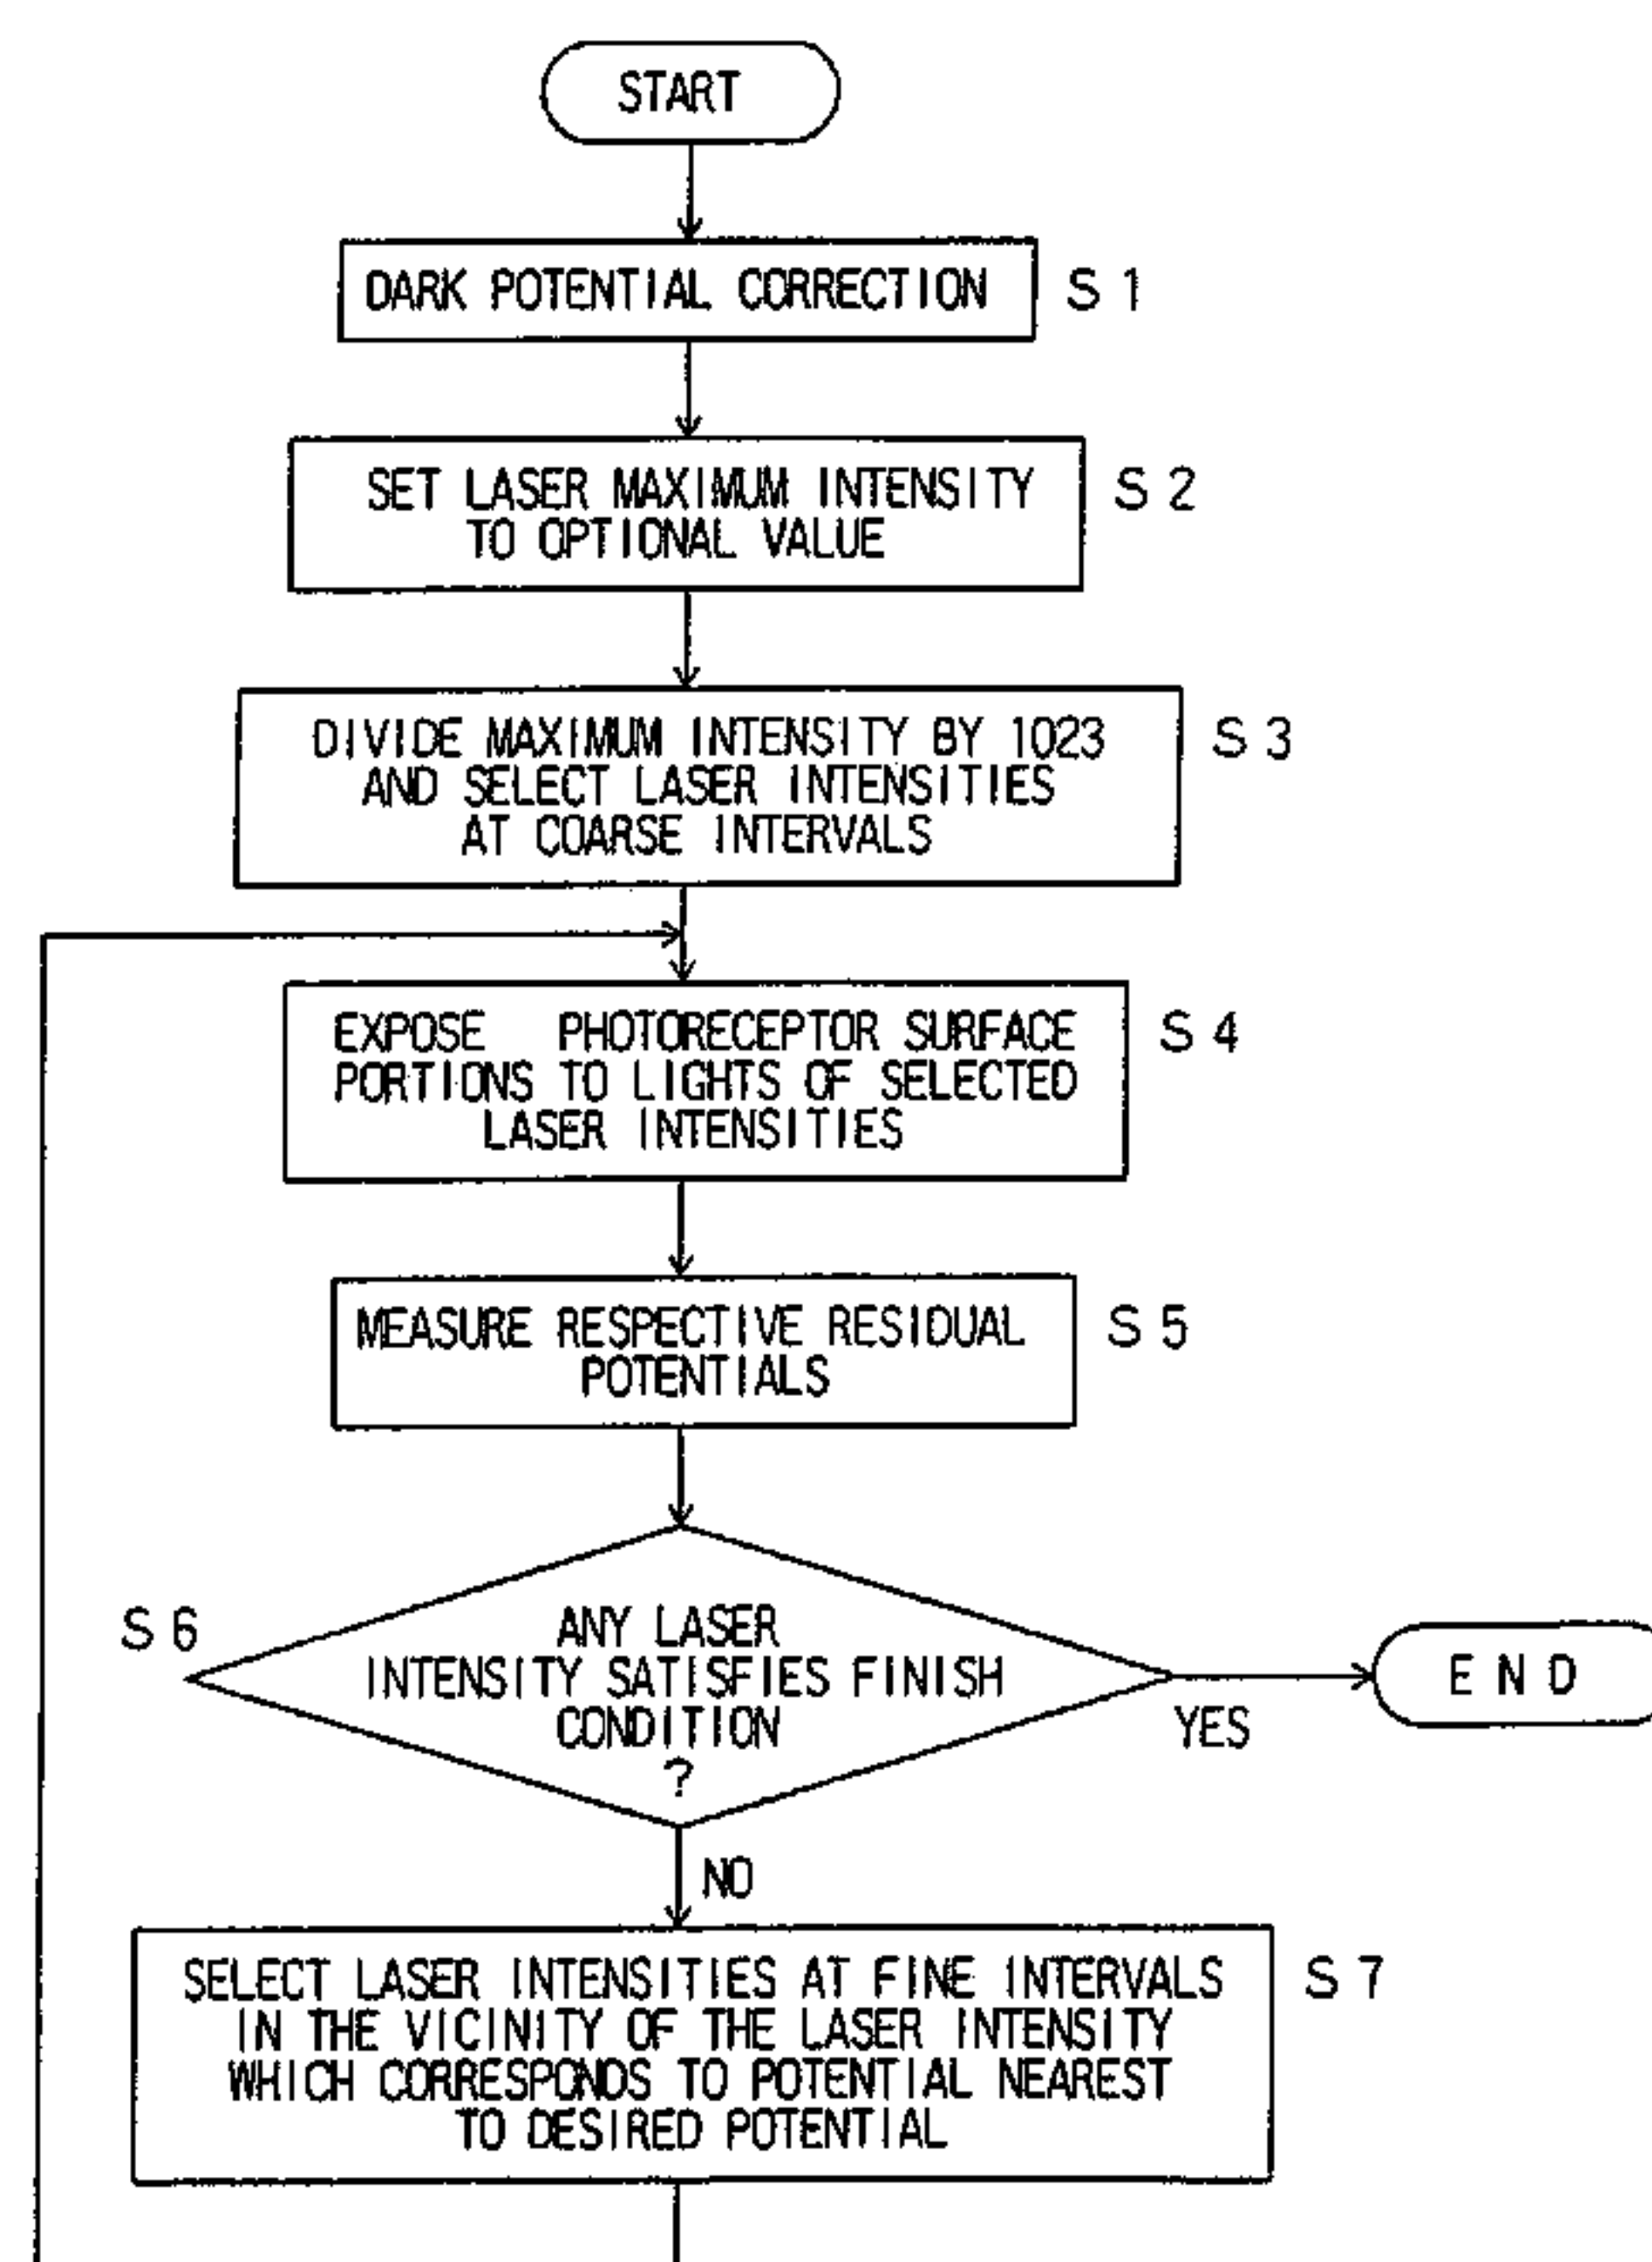 START
DARK POTENTIAL CORRECTION S 1
SET LASER MAXIMUM INTENSITY S 2
TO OPTIONAL VALUE
DIVIDE MAXIMUM INTENSITY BY 1023 S 3
AND SELECT LASER INTENSITIES
AT COARSE INTERVALS
EXPOSE PHOTORECEPTOR SURFACE S 4
PORTIONS TO LIGHTS OF SELECTED
LASER INTENSITIES
MEASURE RESPECTIVE RESIDUAL S 5
POTENTIALS
S 6
ANY LASER
INTENSITY SATISFIES FINISH
CONDITION
?
YES
END
NO
SELECT LASER INTENSITIES AT FINE INTERVALS S 7
IN THE VICINITY OF THE LASER INTENSITY
WHICH CORRESPONDS TO POTENTIAL NEAREST
TO DESIRED POTENTIAL